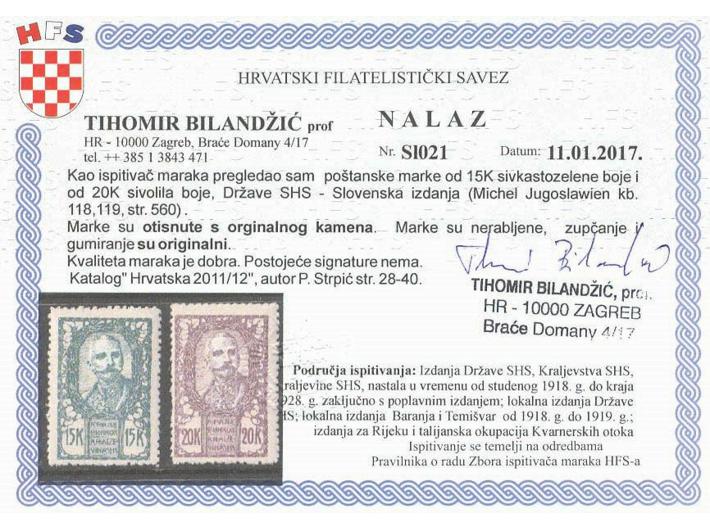 HFS
HRVATSKI FILATELISTIČKI SAVEZ
TIHOMIR BILANDŽIĆ prof
NALAZ
HR - 10000 Zagreb, Braće Domany 4/17
tel. ++ 385 1 3843 471
Nr. Sl021 Datum: 11.01.2017.
Kao ispitivač maraka pregledao sam poštanske marke od 15K sivkastozelene boje i
od 20K sivolila boje, Države SHS - Slovenska izdanja (Michel Jugoslawien kb.
118,119, str. 560) .
Marke su otisnute s orginalnog kamena. Marke su nerabljene, zupčanje i
gumiranje su originalni.
Kvaliteta maraka je dobra. Postojeće signature nema.
Katalog" Hrvatska 2011/12", autor P. Strpić str. 28-40.
TIHOMIR BILANDŽIĆ, prof.
HR - 10000 ZAGREB
Braće Domany 4/17
15K 15K
20K 20K
Područja ispitivanja: Izdanja Države SHS, Kraljevstva SHS,
raljevine SHS, nastala u vremenu od studenog 1918. g. do kraja
928. g. zaključno s poplavnim izdanjem; lokalna izdanja Države
HS; lokalna izdanja Baranja i Temišvar od 1918. g. do 1919. g.;
izdanja za Rijeku i talijanska okupacija Kvarnerskih otoka
Ispitivanje se temelji na odredbama
Pravilnika o radu Zbora ispitivača maraka HFS-a